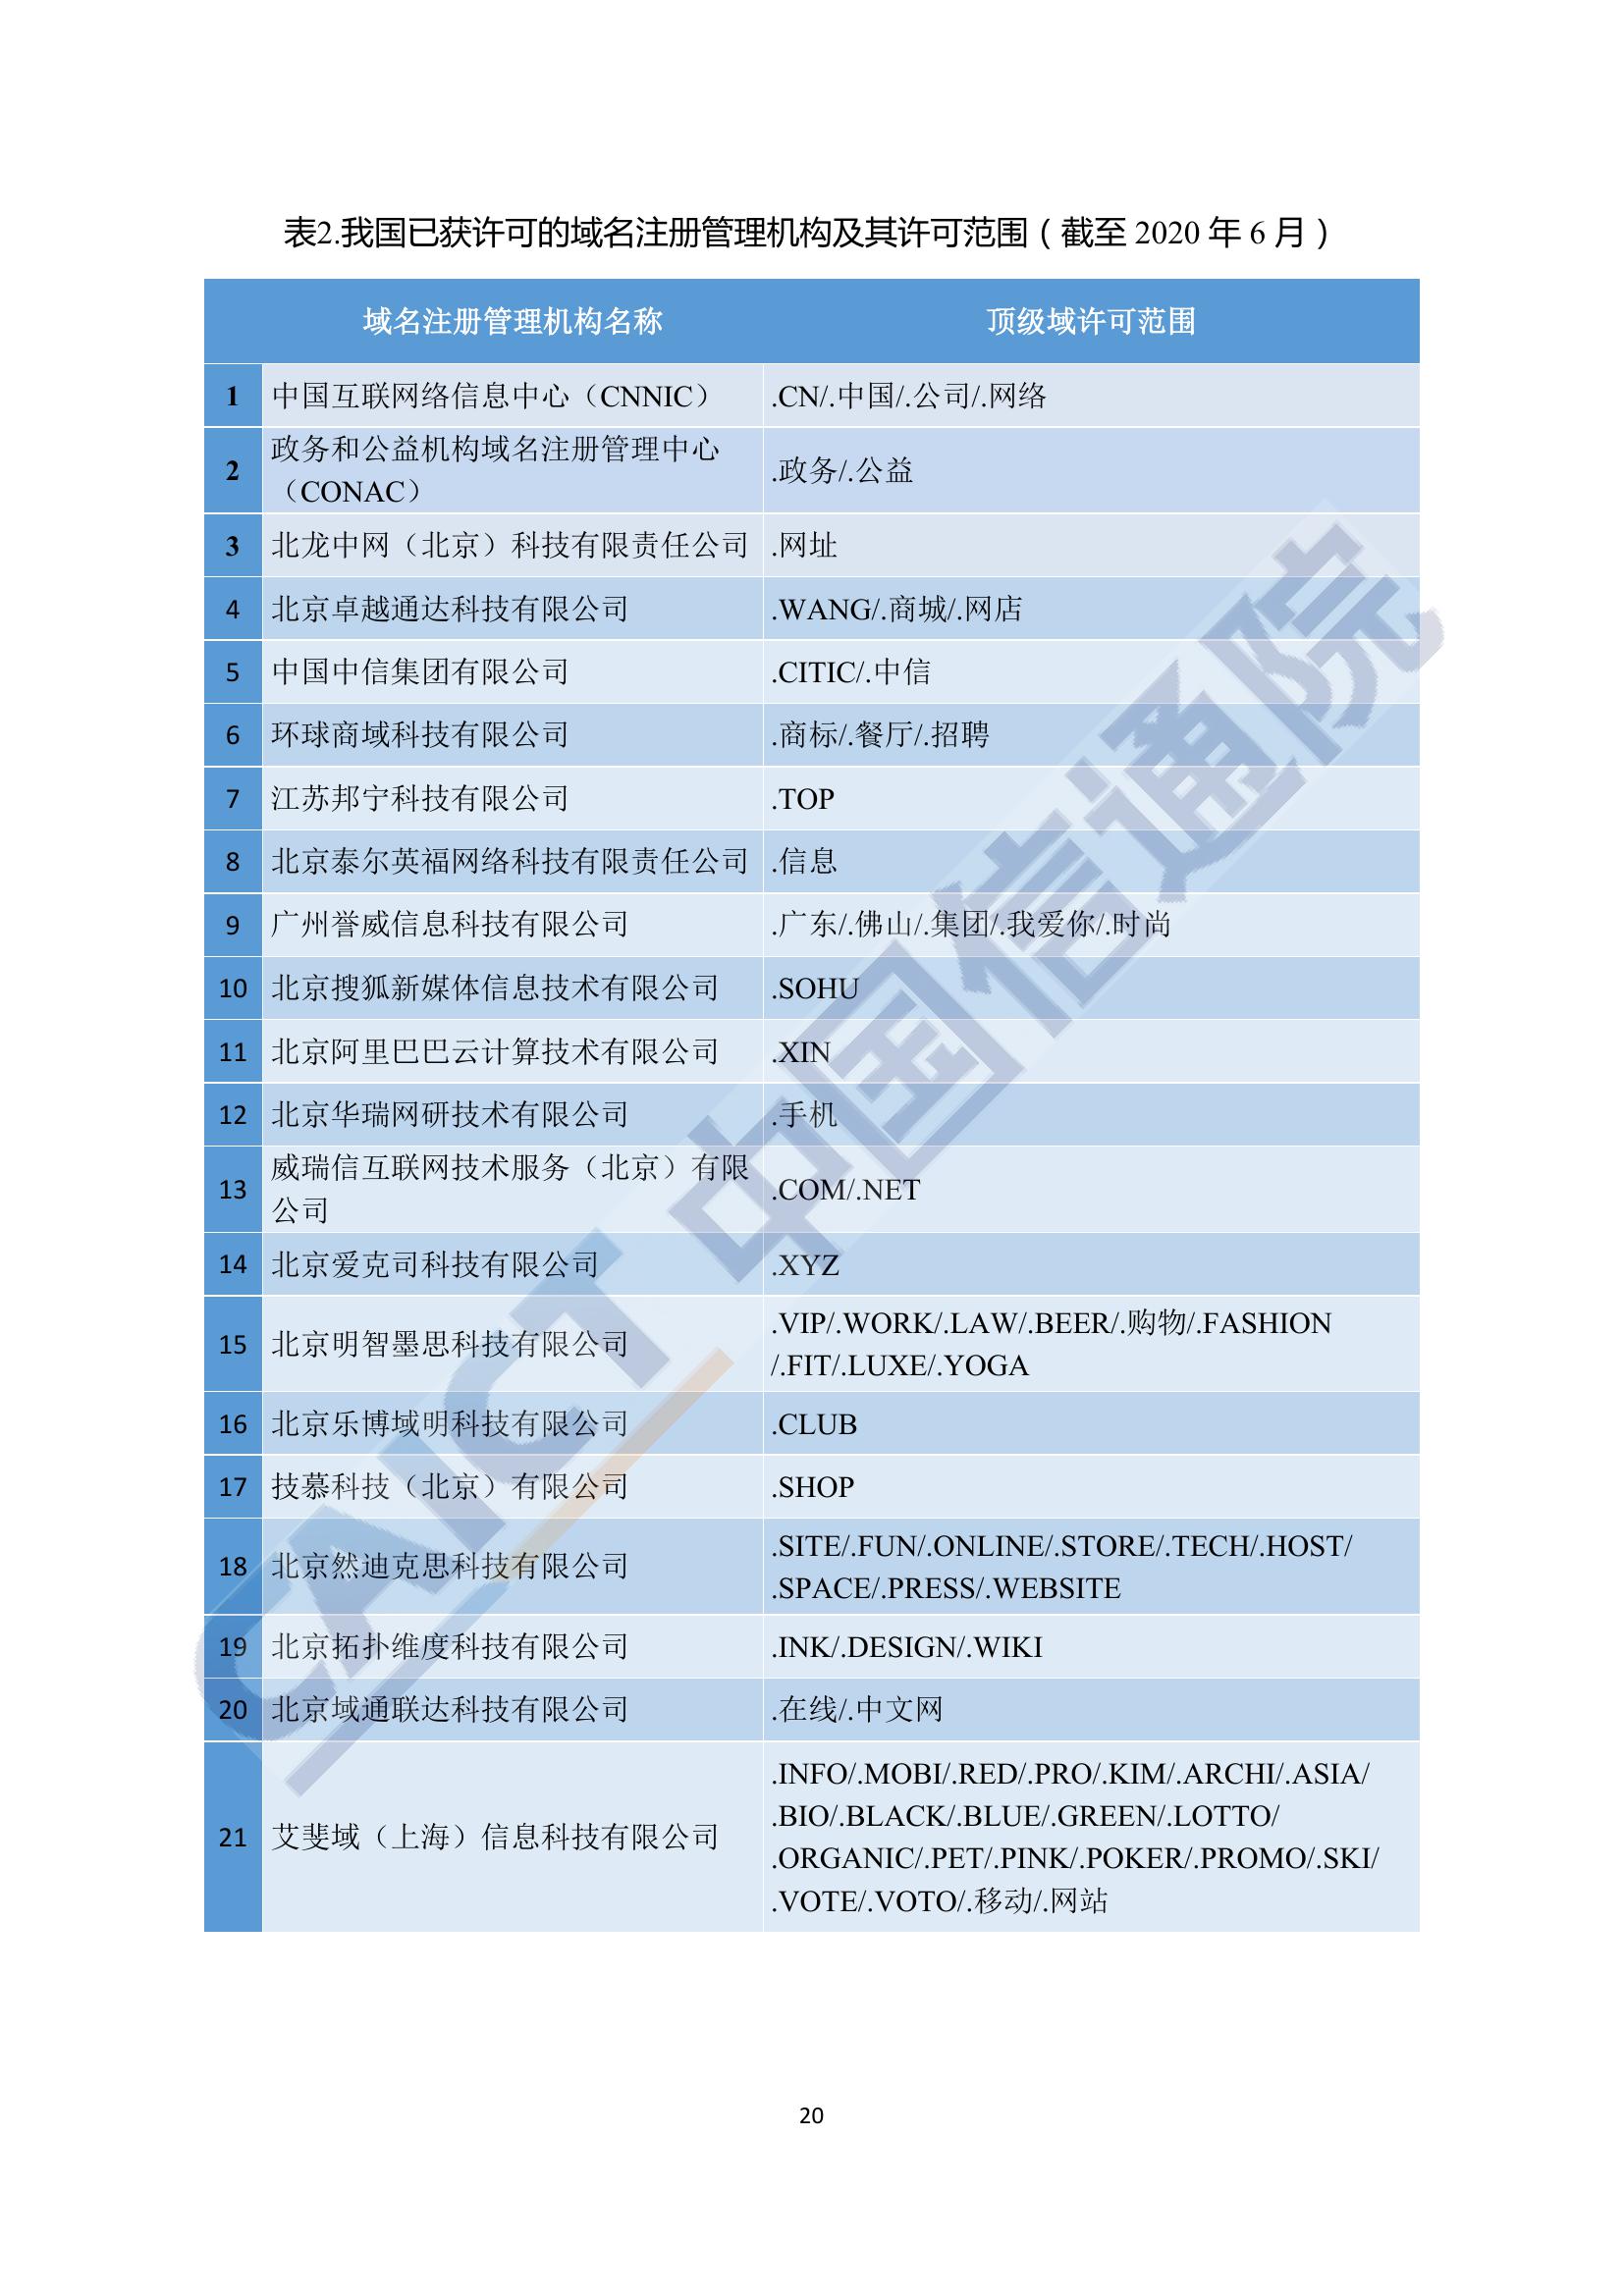 表2.我国已获许可的域名注册管理机构及其许可范围（截至 2020 年 6 月）
域名注册管理机构名称 顶级域许可范围
1 中国互联网络信息中心（CNNIC） .CN/.中国/.公司/.网络
2 政务和公益机构域名注册管理中心
（CONAC） .政务/.公益
3 北龙中网（北京）科技有限责任公司 .网址
4 北京卓越通达科技有限公司 .WANG/.商城/.网店
5 中国中信集团有限公司 .CITIC/.中信
6 环球商域科技有限公司 .商标/.餐厅/.招聘
7 江苏邦宁科技有限公司 .TOP
8 北京泰尔英福网络科技有限责任公司 .信息
9 广州誉威信息科技有限公司 .广东/.佛山/.集团/.我爱你/.时尚
10 北京搜狐新媒体信息技术有限公司 .SOHU
11 北京阿里巴巴云计算技术有限公司 .XIN
12 北京华瑞网研技术有限公司 .手机
13 威瑞信互联网技术服务（北京）有限
公司 .COM/.NET
14 北京爱克司科技有限公司 .XYZ
15 北京明智墨思科技有限公司 .VIP/.WORK/.LAW/.BEER/.购物/.FASHION
/.FIT/.LUXE/.YOGA
16 北京乐博域明科技有限公司 .CLUB
17 技慕科技（北京）有限公司 .SHOP
18 北京然迪克思科技有限公司 .SITE/.FUN/.ONLINE/.STORE/.TECH/.HOST/
.SPACE/.PRESS/.WEBSITE
19 北京拓扑维度科技有限公司 .INK/.DESIGN/.WIKI
20 北京域通联达科技有限公司 .在线/.中文网
21 艾斐域（上海）信息科技有限公司 .INFO/.MOBI/.RED/.PRO/.KIM/.ARCHI/.ASIA/
.BIO/.BLACK/.BLUE/.GREEN/.LOTTO/
.ORGANIC/.PET/.PINK/.POKER/.PROMO/.SKI/
.VOTE/.VOTO/.移动/.网站
CAICT 中国信通院
20